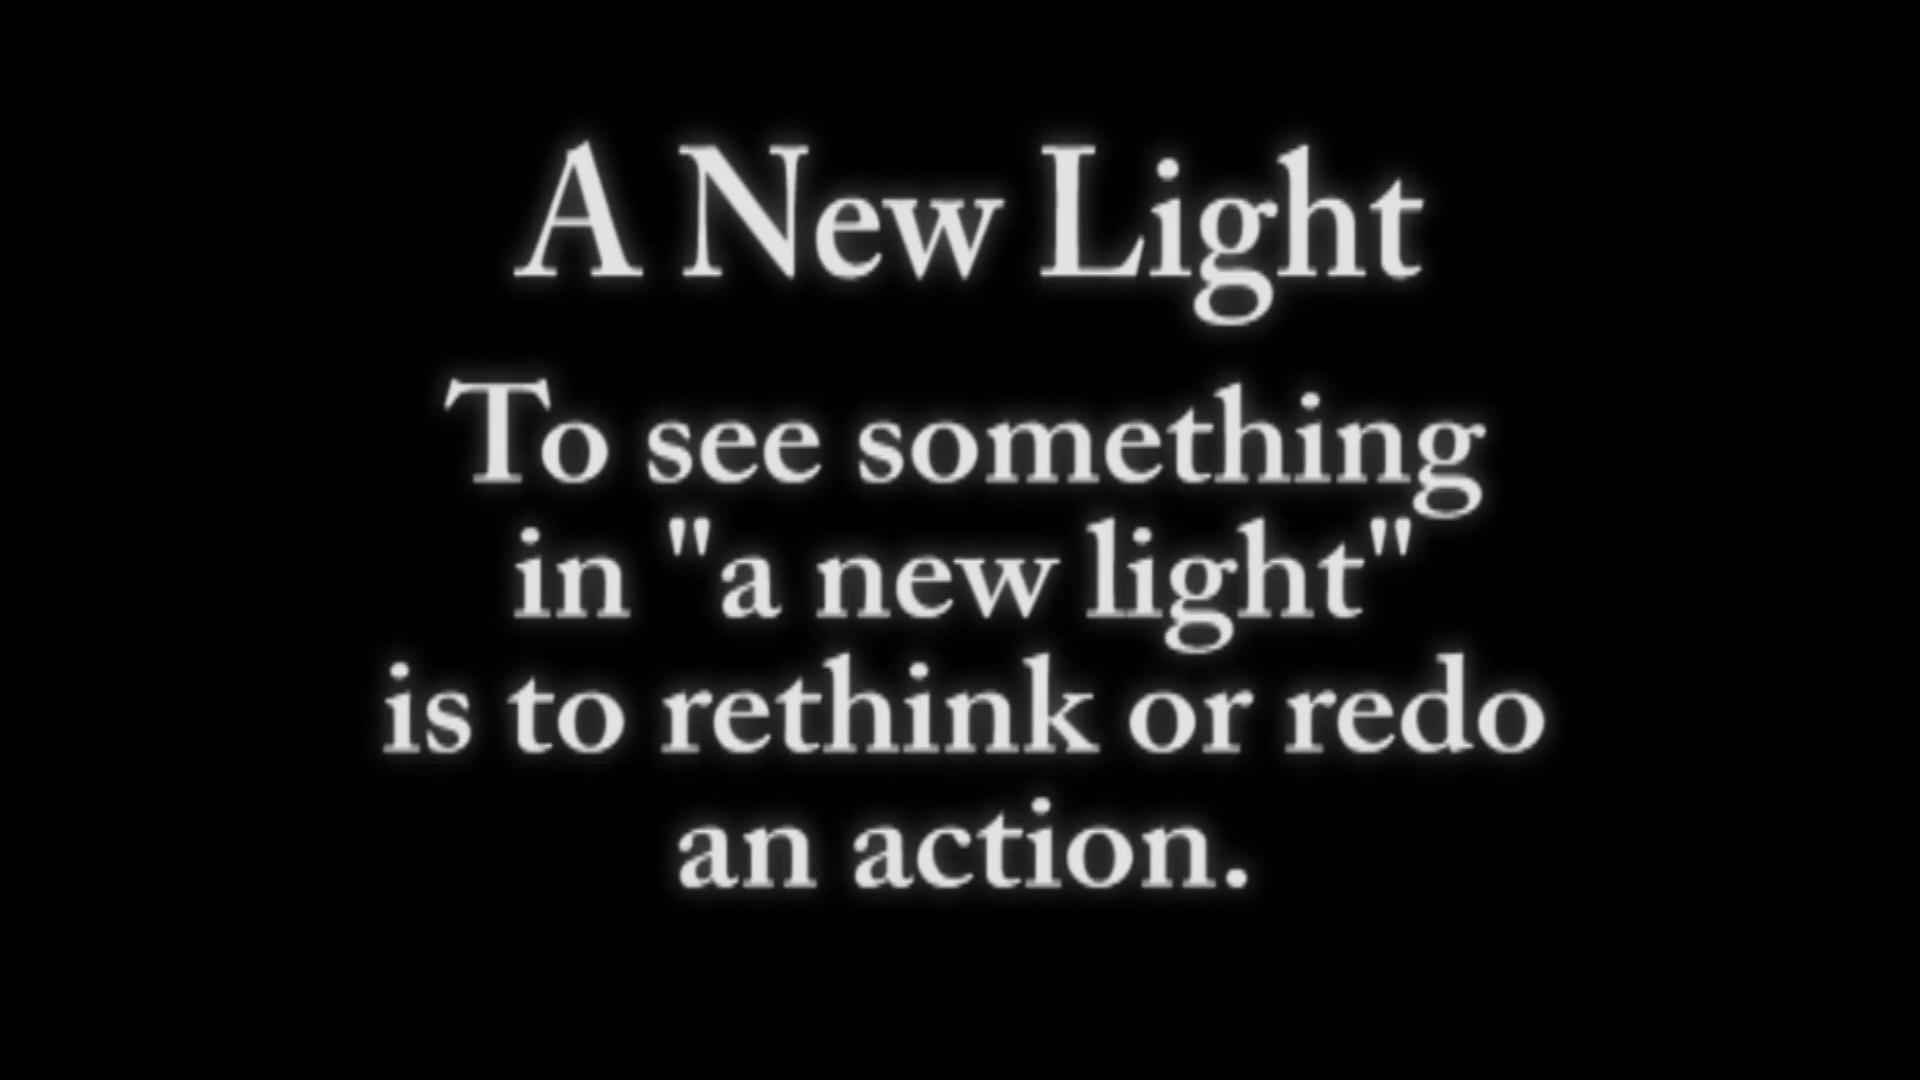 A New Light
To see something
in "a new light"
is to rethink or redo
an action.